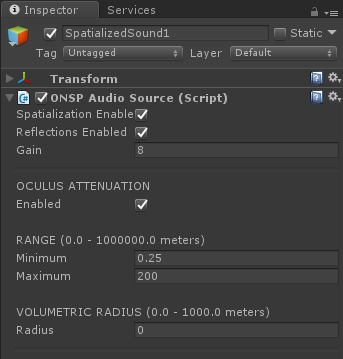 Inspector Services
SpatializedSound1 Static
Tag Untagged Layer Default
Transform
ONSP Audio Source (Script)
Spatialization Enable
Reflections Enabled
Gain 8
OCULUS ATTENUATION
Enabled
RANGE (0.0 - 1000000.0 meters)
Minimum 0.25
Maximum 200
VOLUMETRIC RADIUS (0.0 - 1000.0 meters)
Radius 0